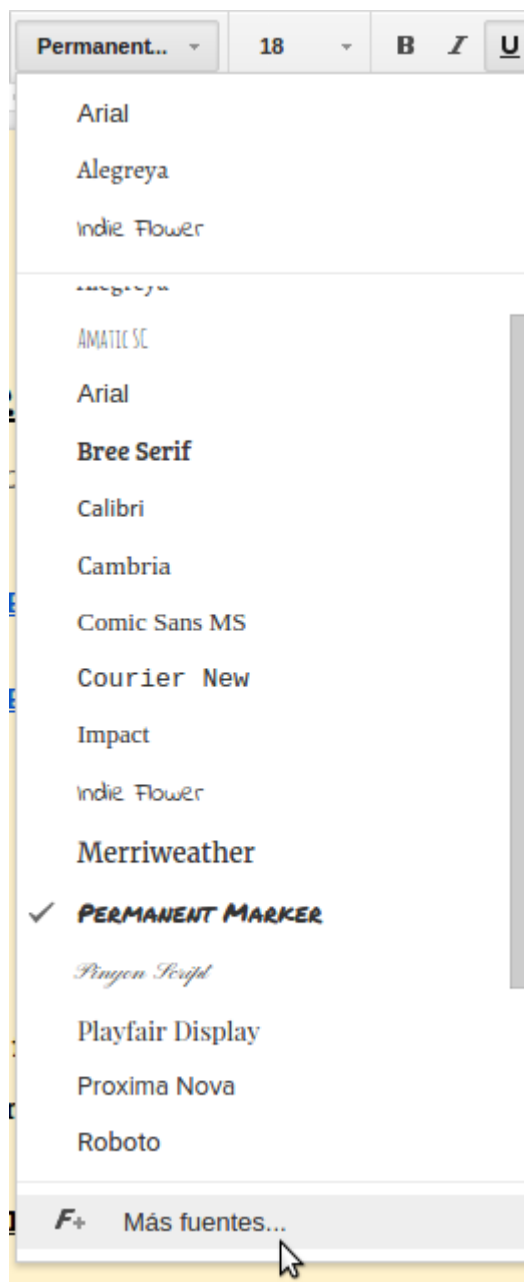 Permanent... 18 B I U
Arial
Alegreya
Indie Flower
Alegreya
Amatic SC
Arial
Bree Serif
Calibri
Cambria
Comic Sans MS
Courier New
Impact
Indie Flower
Merriweather
Permanent Marker
Pinyon Script
Playfair Display
Proxima Nova
Roboto
F+ Más fuentes...